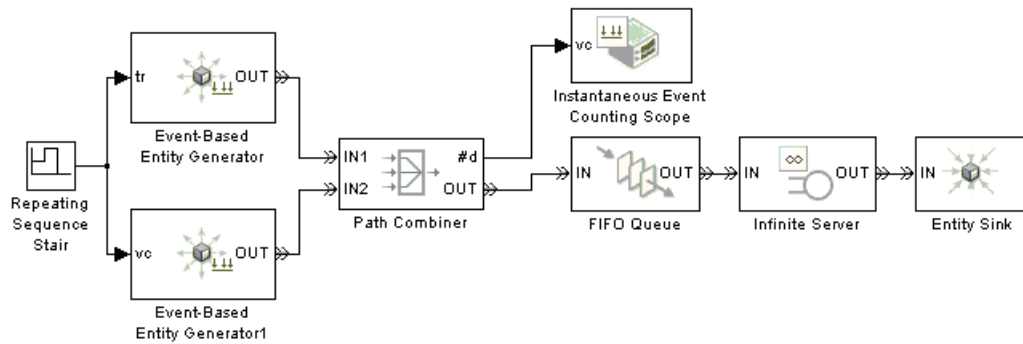 tr
OUT
Event-Based
Entity Generator
vc
Instantaneous Event
Counting Scope
Repeating
Sequence
Stair
vc
OUT
Event-Based
Entity Generator1
IN1
IN2
#d
OUT
Path Combiner
IN
OUT
FIFO Queue
IN
∞
OUT
Infinite Server
IN
Entity Sink